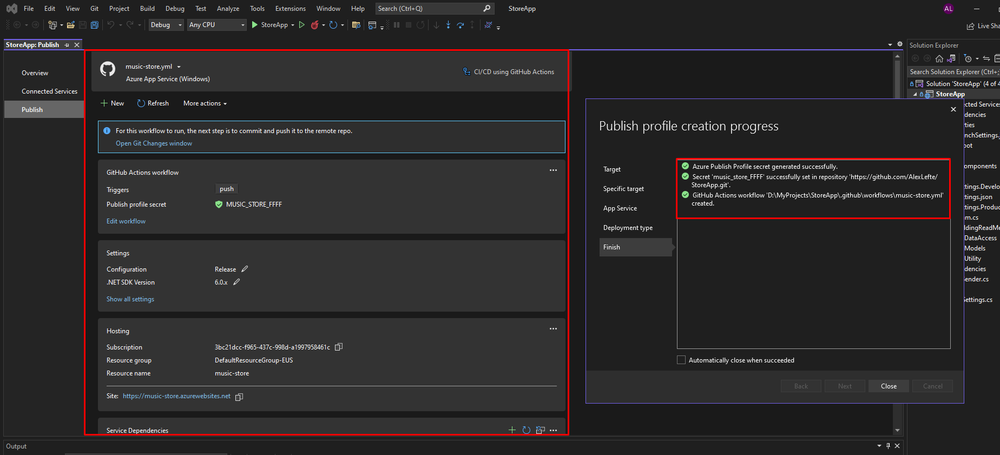 File Edit View Git Project Build Debug Test Analyze Tools Extensions Window Help Search (Ctrl+Q) StoreApp AL
Debug Any CPU StoreApp Live Sha
StoreApp: Publish
Overview
Connected Services
Publish
music-store.yml
Azure App Service (Windows)
CI/CD using GitHub Actions
New Refresh More actions
For this workflow to run, the next step is to commit and push it to the remote repo.
Open Git Changes window
GitHub Actions workflow
Triggers push
Publish profile secret MUSIC_STORE_FFFF
Edit workflow
Settings
Configuration Release
.NET SDK Version 6.0.x
Show all settings
Hosting
Subscription 3bc21dcc-f965-437c-998d-a1997958461c
Resource group DefaultResourceGroup-EUS
Resource name music-store
Site: https://music-store.azurewebsites.net
Service Dependencies
Output
Publish profile creation progress
Target
Specific target
App Service
Deployment type
Finish
Azure Publish Profile secret generated successfully.
Secret 'music_store_FFFF' successfully set in repository 'https://github.com/AlexLefte/
StoreApp.git'.
GitHub Actions workflow 'D:\MyProjects\StoreApp\.github\workflows\music-store.yml'
created.
Automatically close when succeeded
Back Next Close Cancel
Solution Explorer
Search Solution Explorer (Ctrl+;
Solution 'StoreApp' (4 of 4
StoreApp
cted Services
dencies
rties
nchSettings.
oot
omponents
ttings.Develo
ttings.json
ttings.Produc
m.cs
ldingReadMe
DataAccess
Models
Utility
dencies
ender.cs
Settings.cs